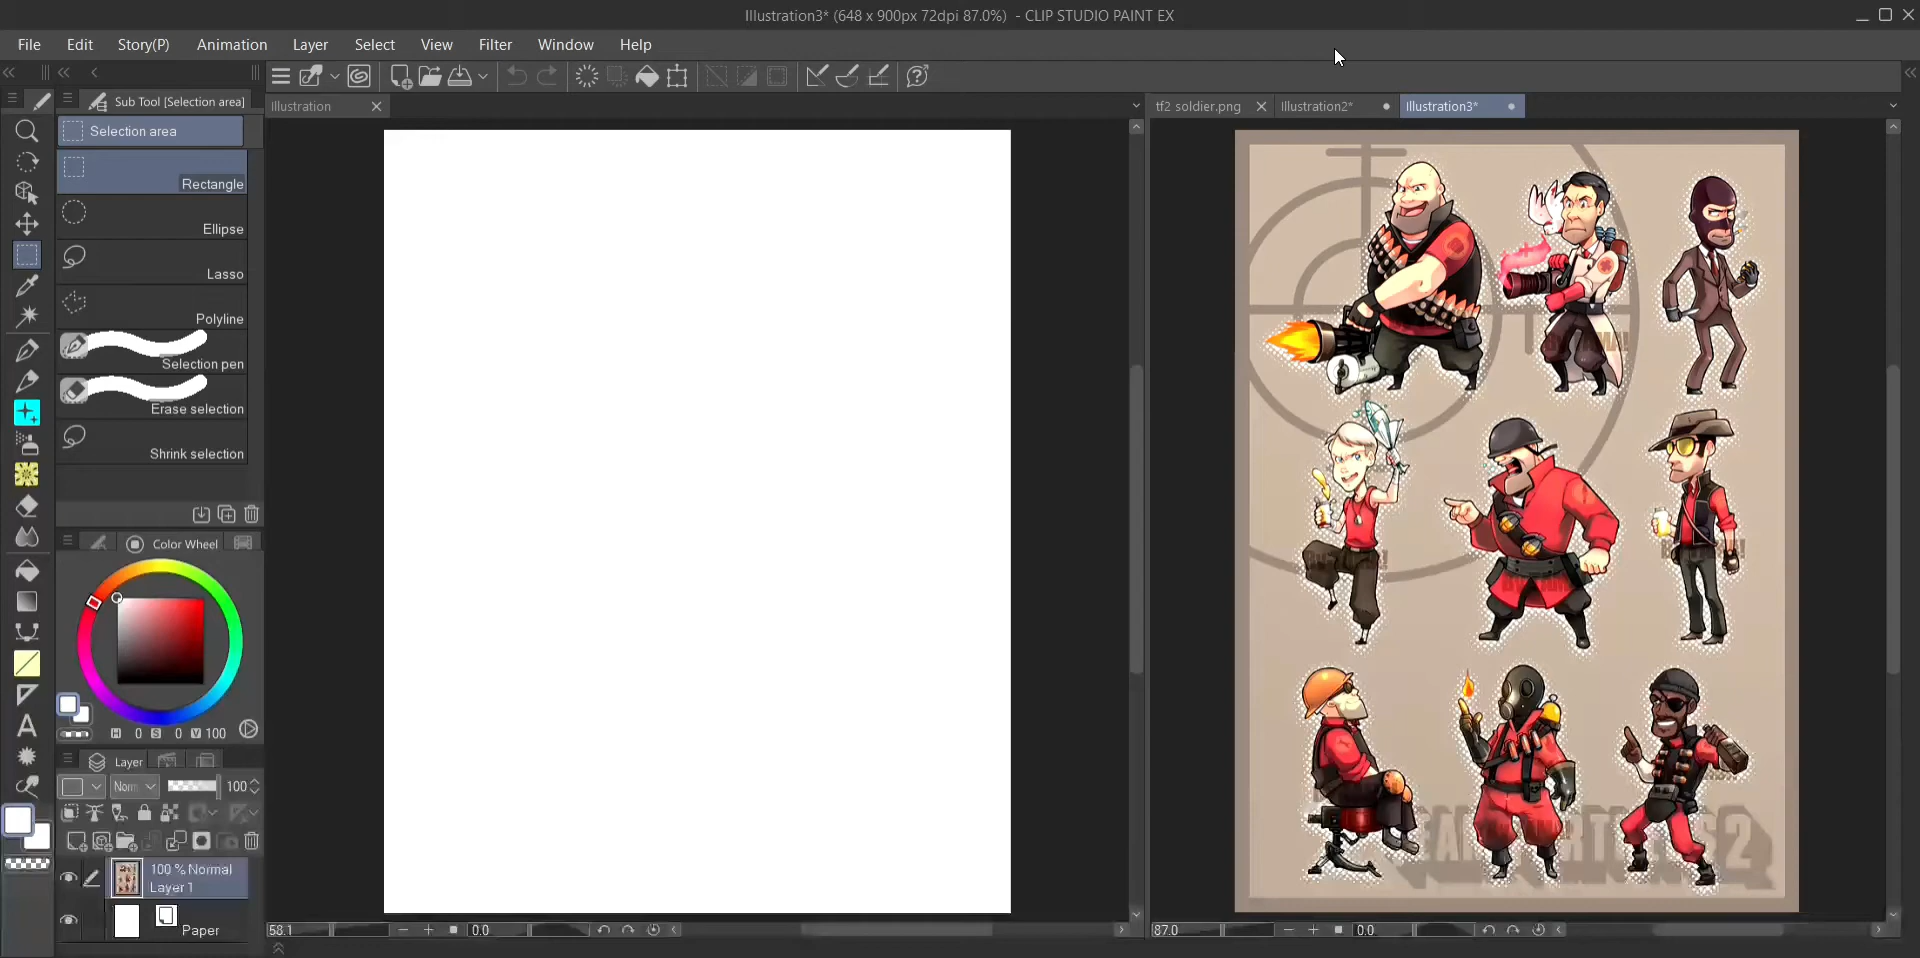 Illustration3* (648 x 900px 72dpi 87.0%)  - CLIP STUDIO PAINT EX
File Edit Story(P) Animation Layer Select View Filter Window Help
Sub Tool [Selection area]
Illustration
tf2 soldier.png Illustration2* Illustration3*
Selection area
Rectangle
Ellipse
Lasso
Polyline
Selection pen
Erase selection
Shrink selection
Color Wheel
H 0 S 0 V 100
Layer
Norm 100
100 % Normal
Layer 1
Paper
58.1 0.0
87.0 0.0